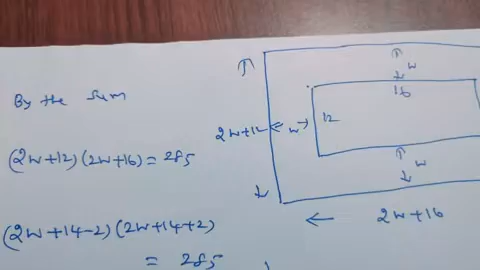 By the sum
(2w+12)(2w+16) = 285
(2w+14-2)(2w+14+2)
= 285
w
16
2w+12
w
12
w
2w+16